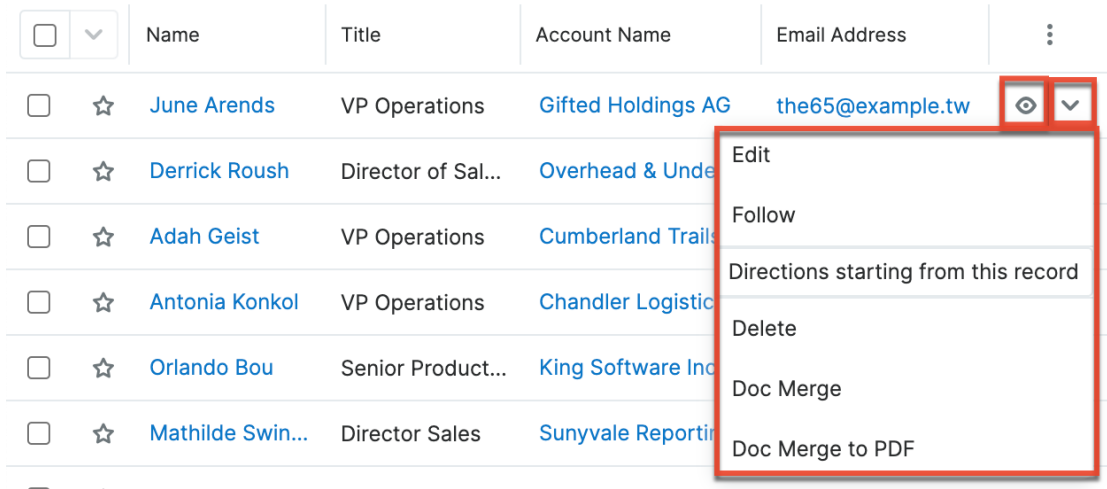 Name Title Account Name Email Address
June Arends VP Operations Gifted Holdings AG the65@example.tw
Edit
Derrick Roush Director of Sal... Overhead & Unde
Follow
Adah Geist VP Operations Cumberland Trails
Directions starting from this record
Antonia Konkol VP Operations Chandler Logistic
Delete
Orlando Bou Senior Product... King Software Inc
Doc Merge
Mathilde Swin... Director Sales Sunyvale Reportin
Doc Merge to PDF